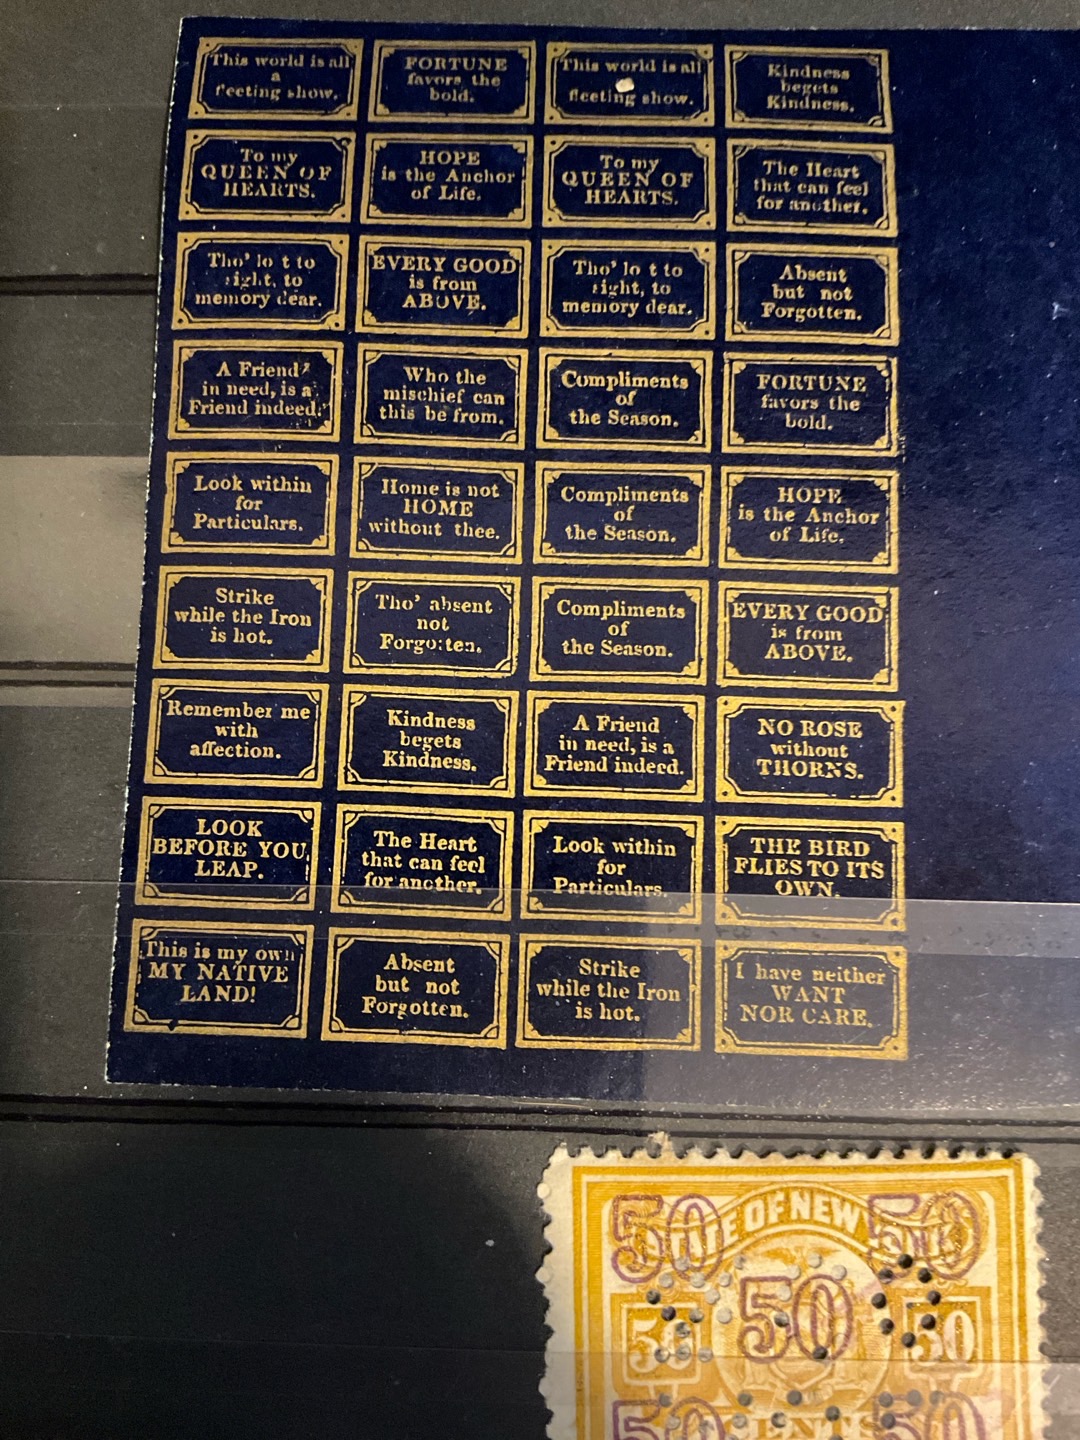 This world is all
a
fleeting show.
FORTUNE
favors the
bold.
This world is all
fleeting show.
Kindness
begets
Kindness.
To my
QUEEN OF
HEARTS.
HOPE
is the Anchor
of Life.
To my
QUEEN OF
HEARTS.
The Heart
that can feel
for another.
Tho' lo t to
sight, to
memory dear.
EVERY GOOD
is from
ABOVE.
Tho' lo t to
sight, to
memory dear.
Absent
but not
Forgotten.
A Friend
in need, is a
Friend indeed.
Who the
mischief can
this be from.
Compliments
of
the Season.
FORTUNE
favors the
bold.
Look within
for
Particulars.
Home is not
HOME
without thee.
Compliments
of
the Season.
HOPE
is the Anchor
of Life.
Strike
while the Iron
is hot.
Tho' absent
not
Forgotten.
Compliments
of
the Season.
EVERY GOOD
is from
ABOVE.
Remember me
with
affection.
Kindness
begets
Kindness.
A Friend
in need, is a
Friend indeed.
NO ROSE
without
THORNS.
LOOK
BEFORE YOU
LEAP.
The Heart
that can feel
for another.
Look within
for
Particulars.
THE BIRD
FLIES TO ITS
OWN.
This is my own
MY NATIVE
LAND!
Absent
but not
Forgotten.
Strike
while the Iron
is hot.
I have neither
WANT
NOR CARE.
50 50
STATE OF NEW
50
50 50
50 50
CENTS